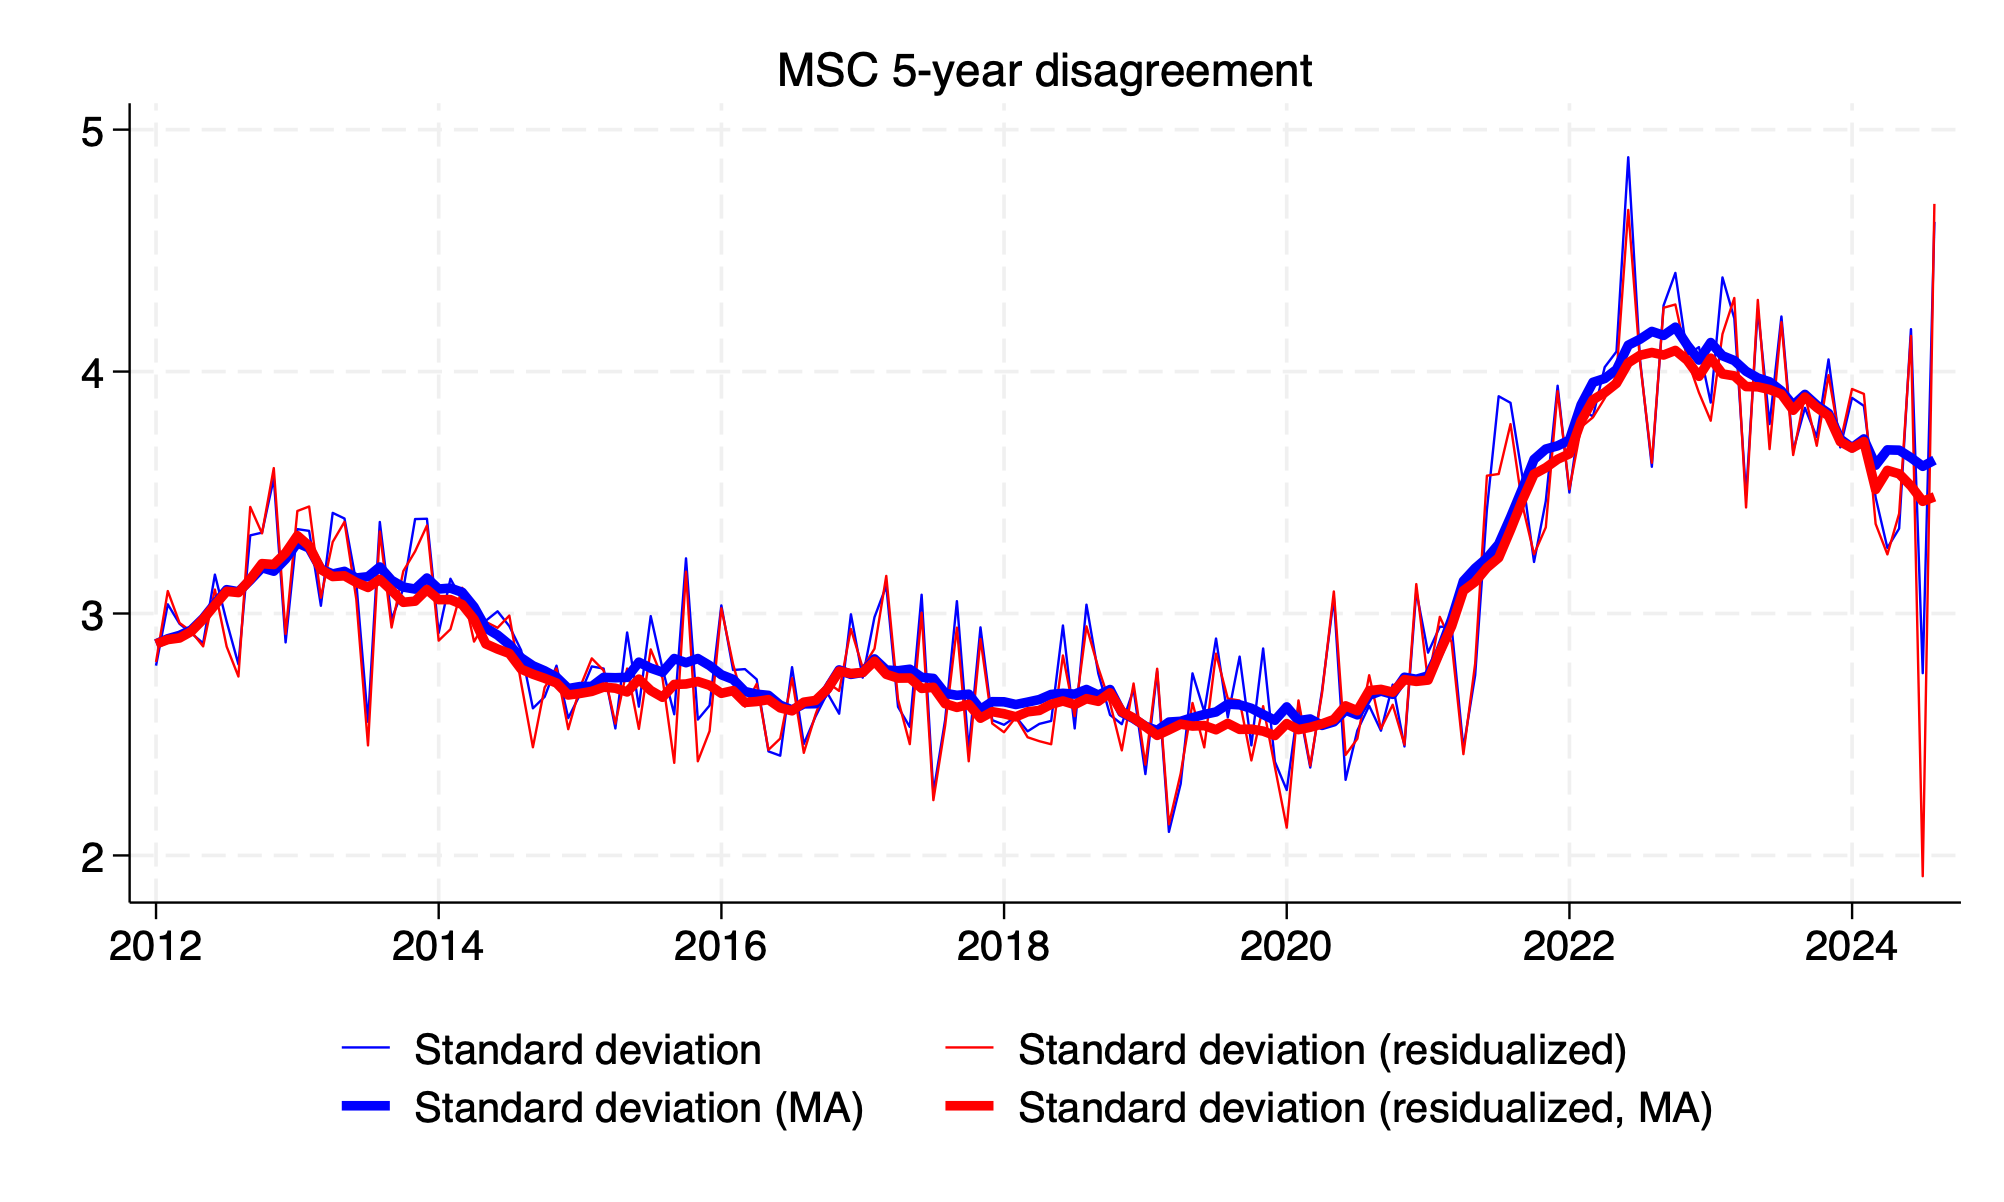 MSC 5-year disagreement
5
4
3
2
2012 2014 2016 2018 2020 2022 2024
Standard deviation Standard deviation (residualized)
Standard deviation (MA) Standard deviation (residualized, MA)